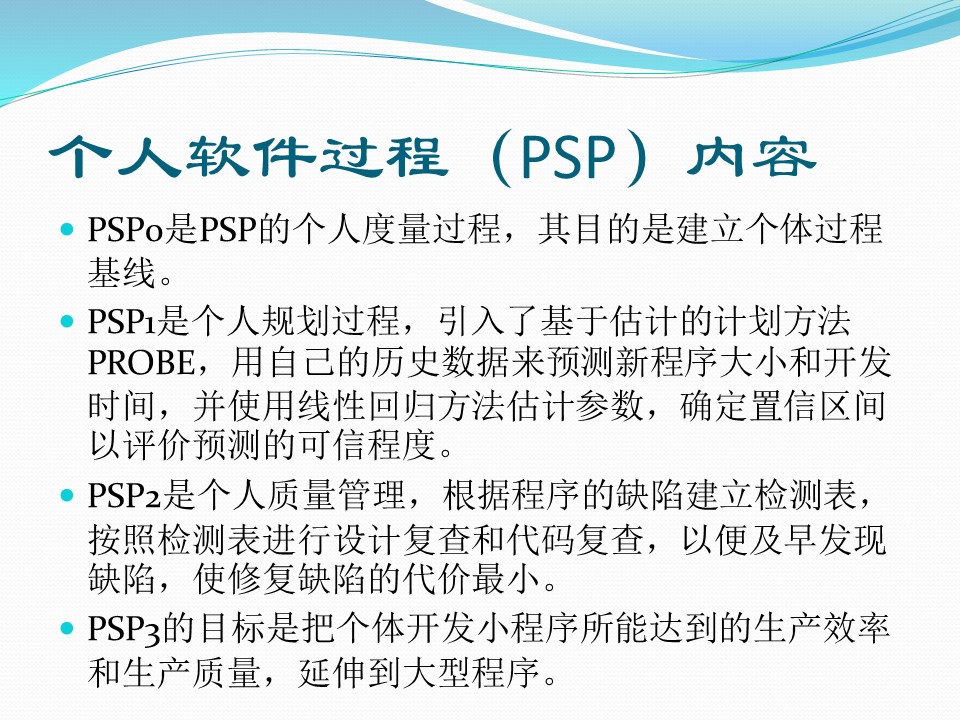 个人软件过程（PSP）内容
PSP0是PSP的个人度量过程，其目的是建立个体过程
基线。
PSP1是个人规划过程，引入了基于估计的计划方法
PROBE，用自己的历史数据来预测新程序大小和开发
时间，并使用线性回归方法估计参数，确定置信区间
以评价预测的可信程度。
PSP2是个人质量管理，根据程序的缺陷建立检测表，
按照检测表进行设计复查和代码复查，以便及早发现
缺陷，使修复缺陷的代价最小。
PSP3的目标是把个体开发小程序所能达到的生产效率
和生产质量，延伸到大型程序。